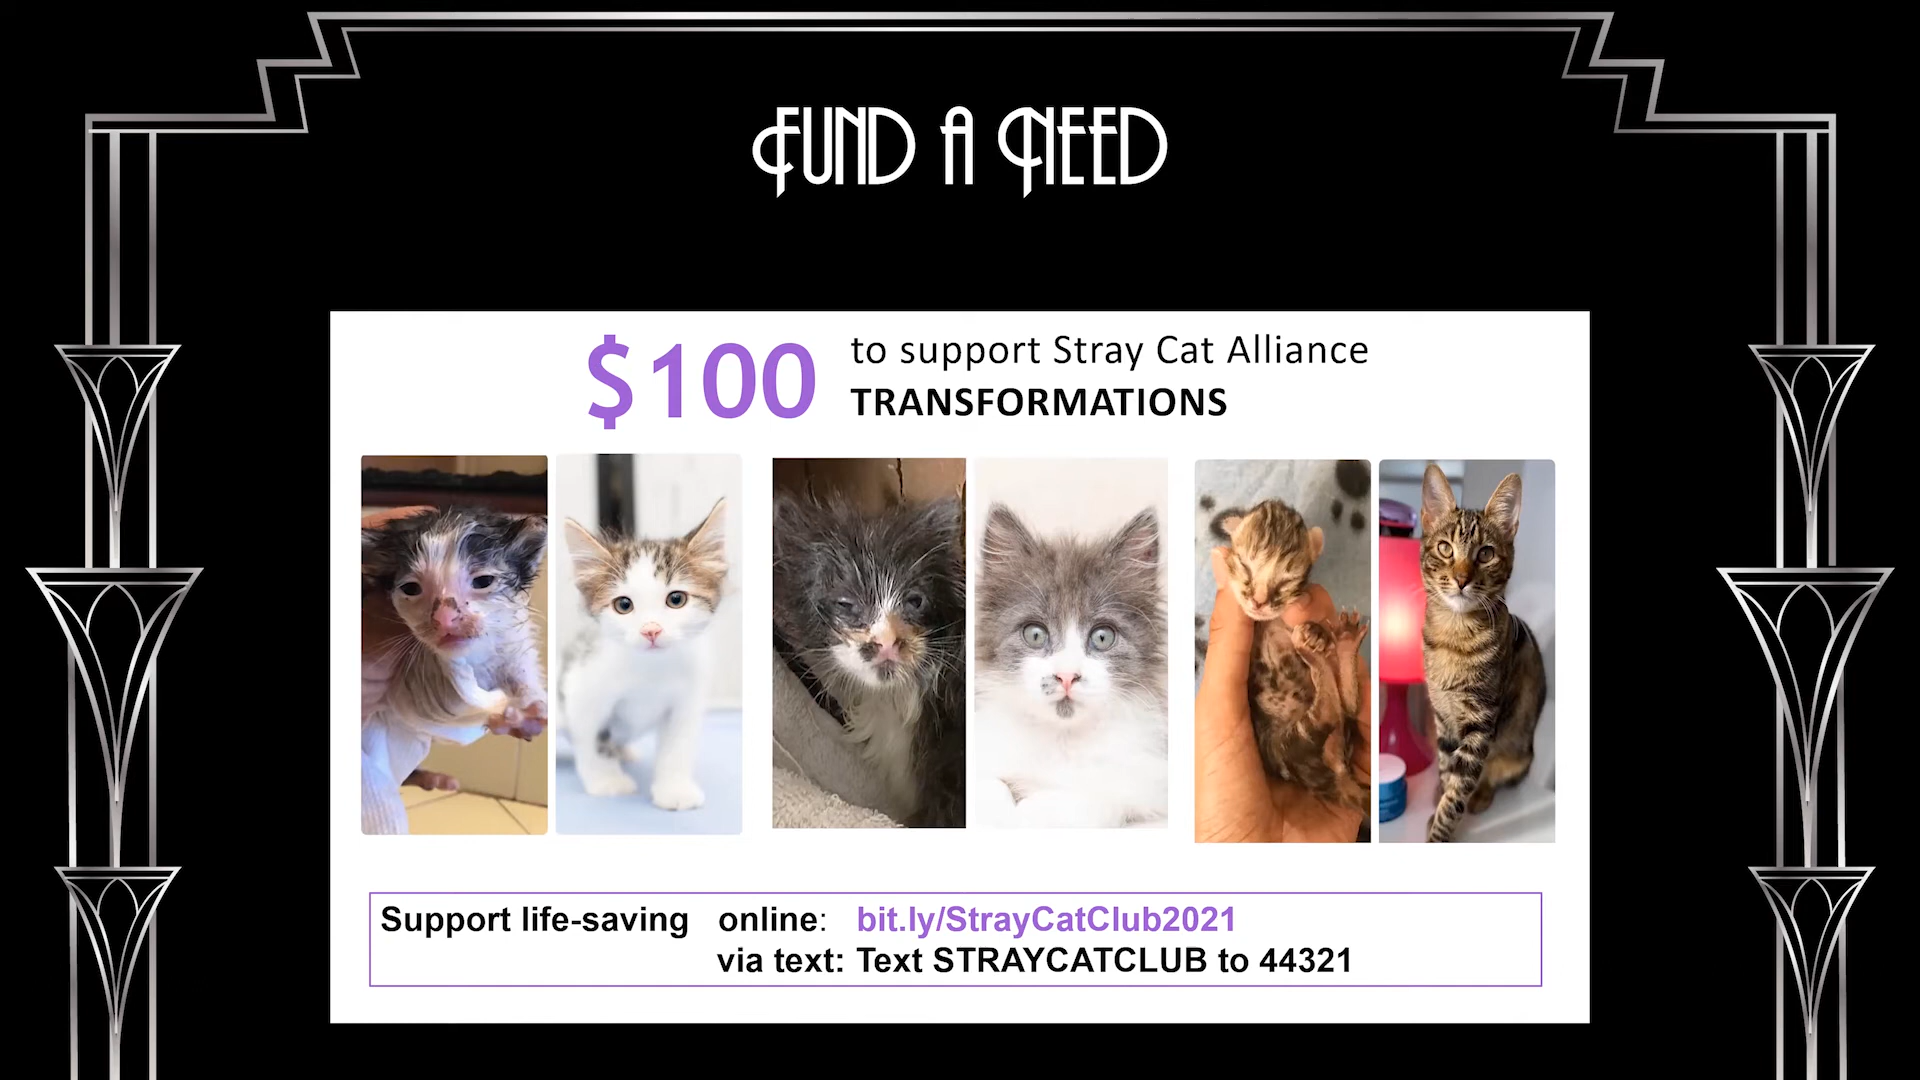 FUND A NEED
$100
to support Stray Cat Alliance
TRANSFORMATIONS
Support life-saving online: bit.ly/StrayCatClub2021
via text: Text STRAYCATCLUB to 44321